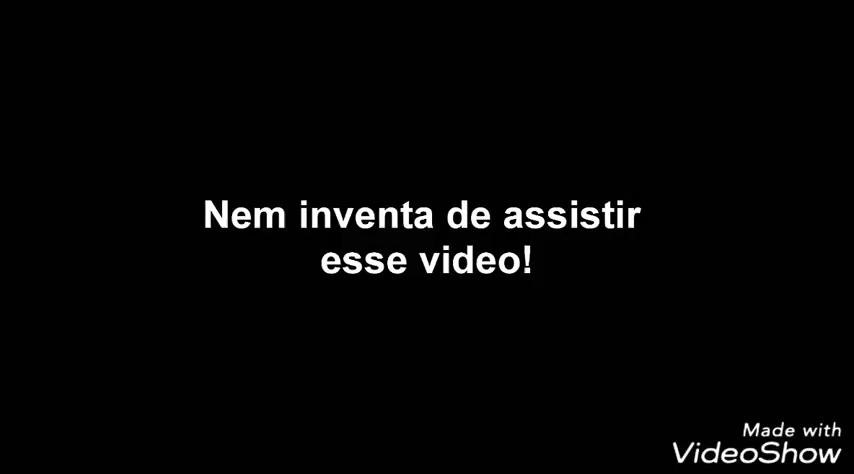 Nem inventa de assistir
esse video!
Made with
VideoShow